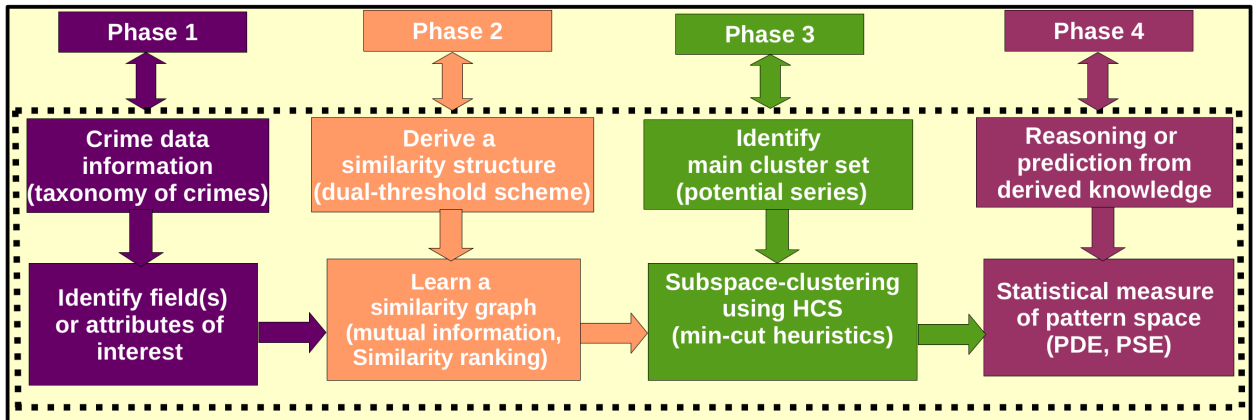 Phase 1
Phase 2
Phase 3
Phase 4
Crime data
information
(taxonomy of crimes)
Derive a
similarity structure
(dual-threshold scheme)
Identify
main cluster set
(potential series)
Reasoning or
prediction from
derived knowledge
Identify field(s)
or attributes of
interest
Learn a
similarity graph
(mutual information,
Similarity ranking)
Subspace-clustering
using HCS
(min-cut heuristics)
Statistical measure
of pattern space
(PDE, PSE)